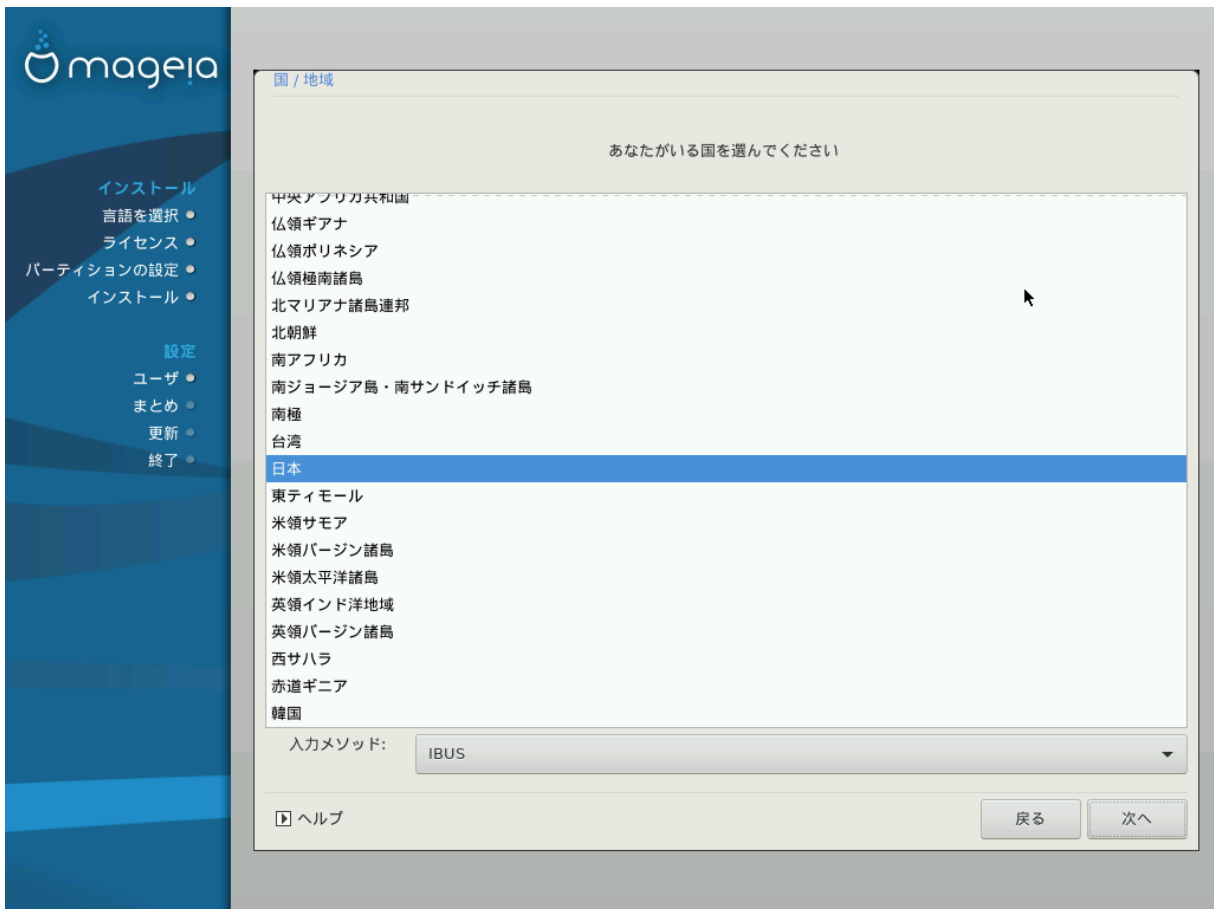 mageia
インストール
言語を選択
ライセンス
パーティションの設定
インストール
設定
ユーザ
まとめ
更新
終了
国 / 地域
あなたがいる国を選んでください
中央アフリカ共和国
仏領ギアナ
仏領ポリネシア
仏領極南諸島
北マリアナ諸島連邦
北朝鮮
南アフリカ
南ジョージア島・南サンドイッチ諸島
南極
台湾
日本
東ティモール
米領サモア
米領バージン諸島
米領太平洋諸島
英領インド洋地域
英領バージン諸島
西サハラ
赤道ギニア
韓国
入力メソッド:
IBUS
ヘルプ
戻る
次へ